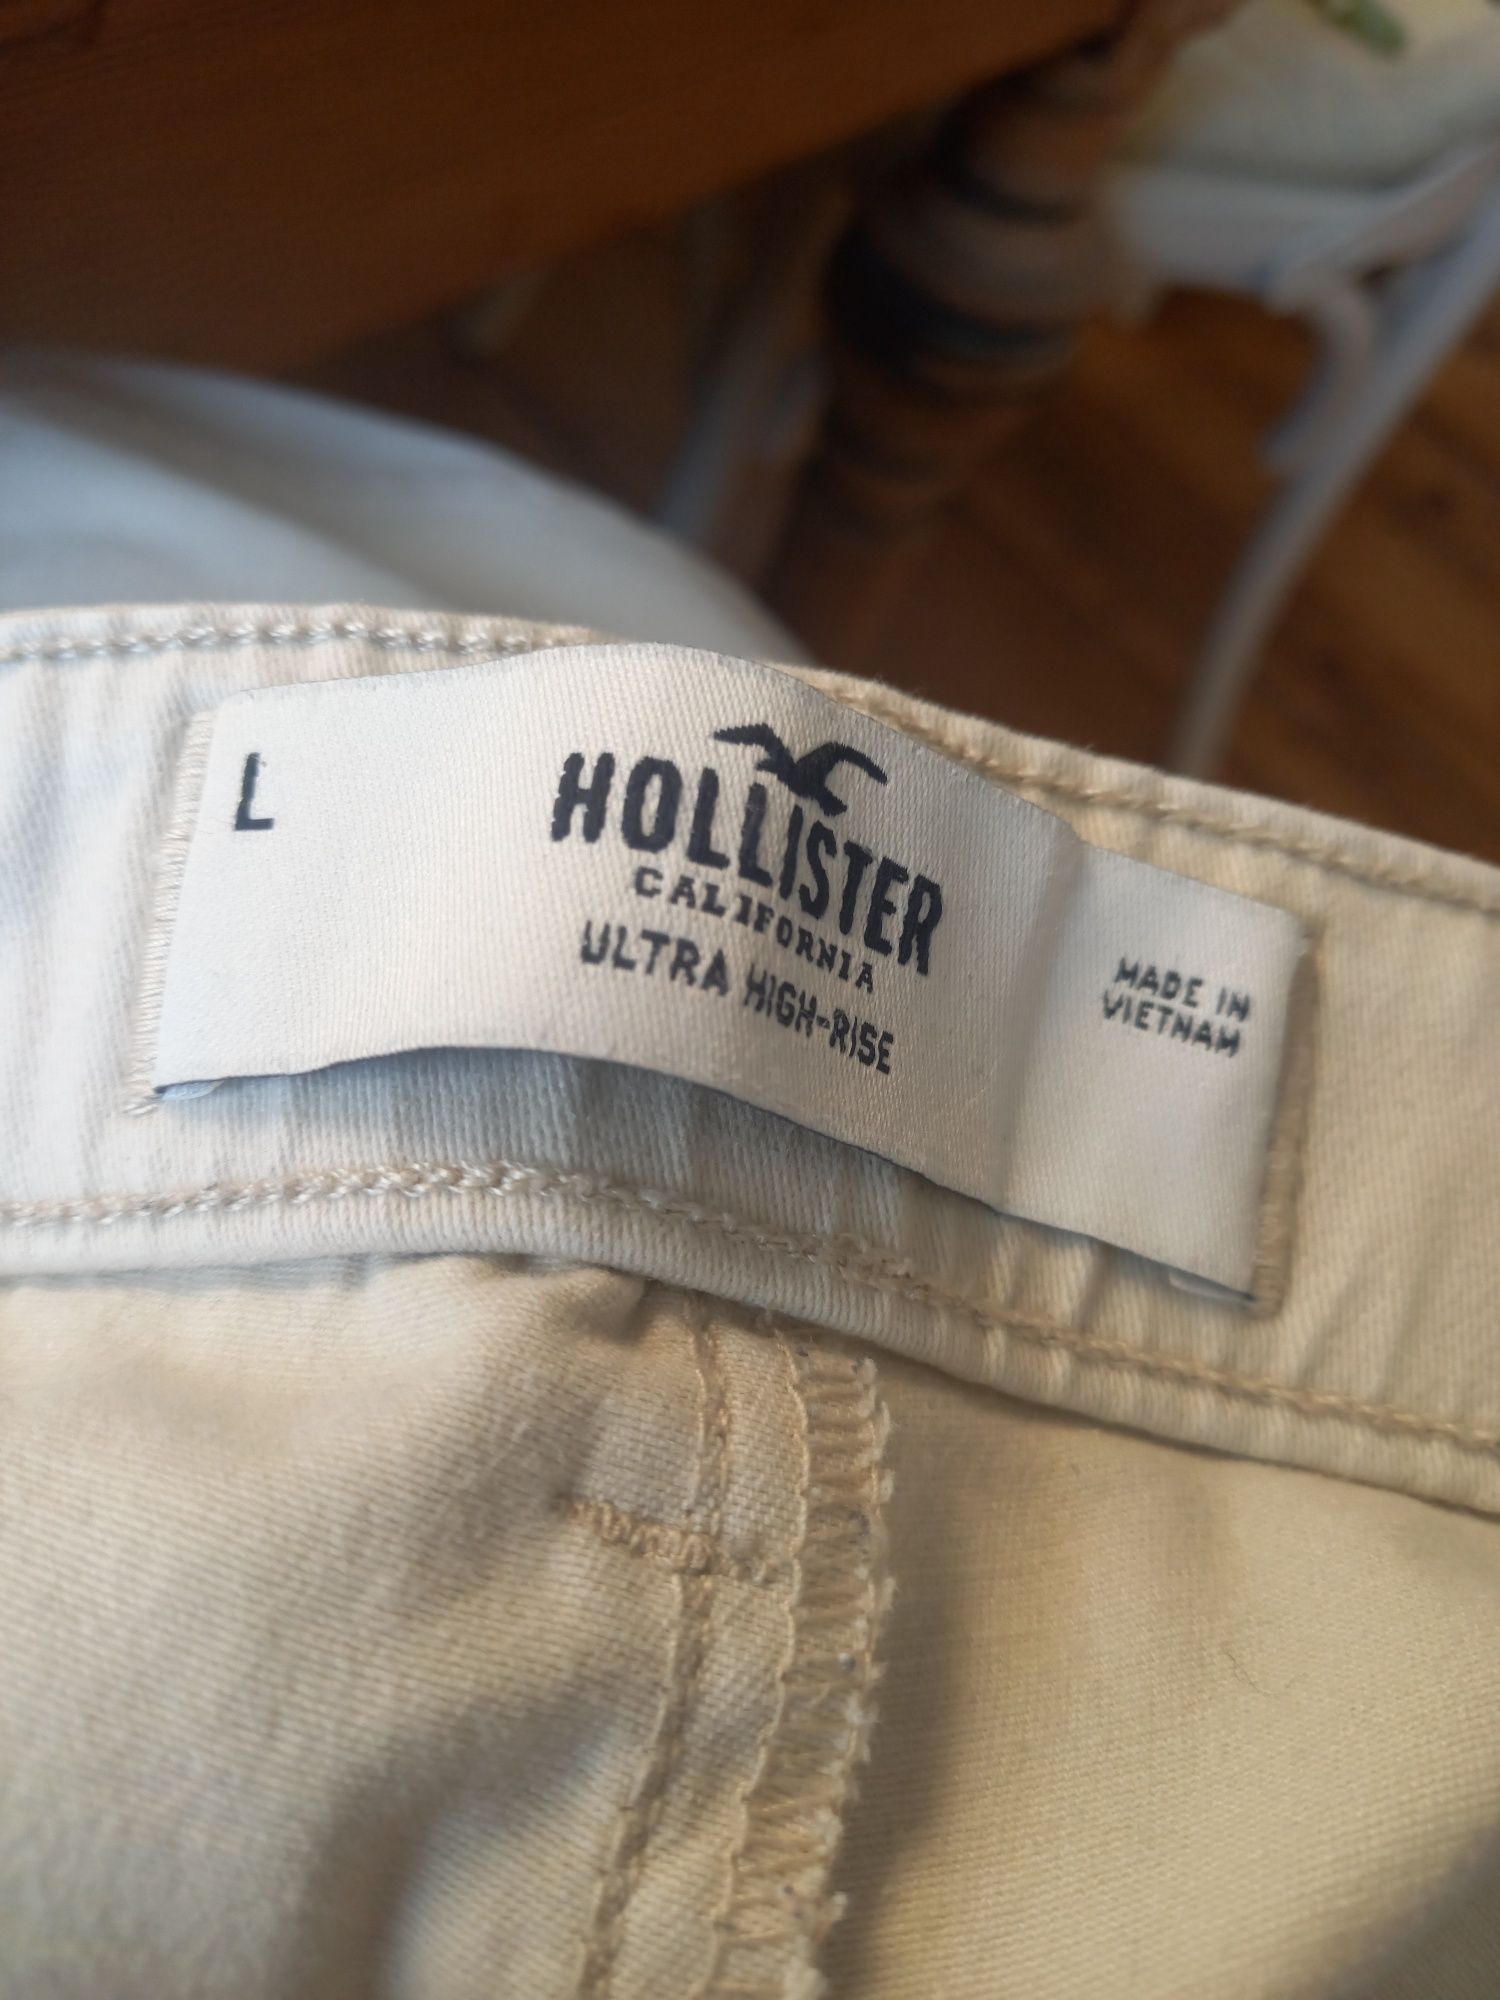 L
HOLLISTER
CALIFORNIA
ULTRA HIGH-RISE
MADE IN
VIETNAM